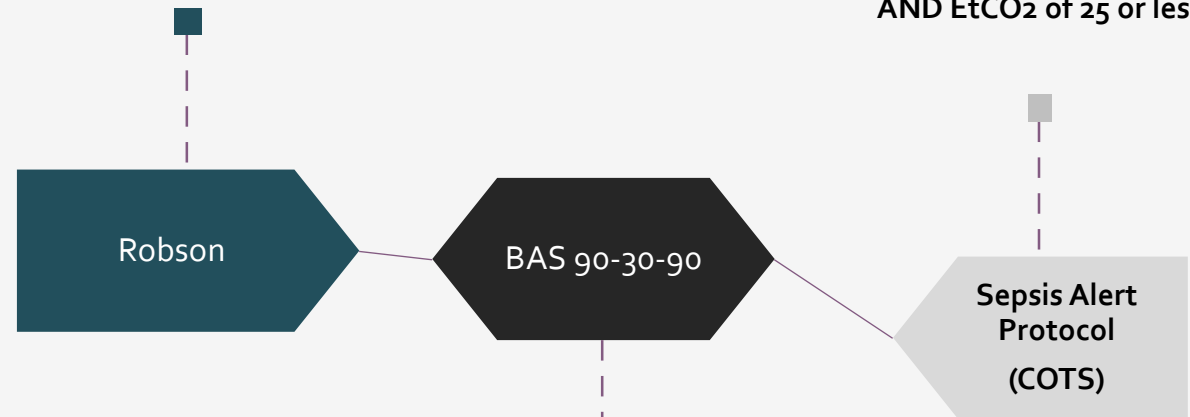 AND EtCO2 of 25 or les
Robson
BAS 90-30-90
Sepsis Alert
Protocol
(COTS)